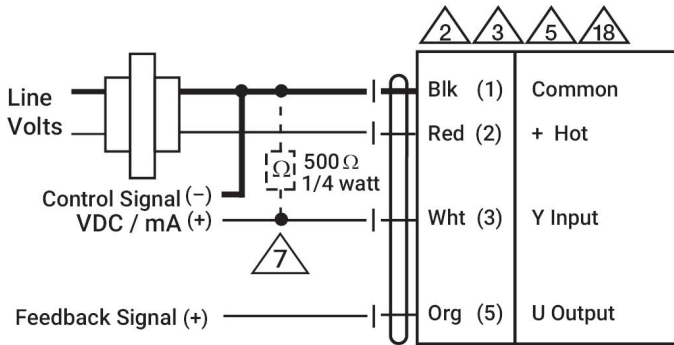 2 3 5 18
Line
Volts
Blk (1) Common
Red (2) + Hot
Ω 500 Ω
1/4 watt
Control Signal (–)
VDC / mA (+)
Wht (3) Y Input
7
Feedback Signal (+)
Org (5) U Output